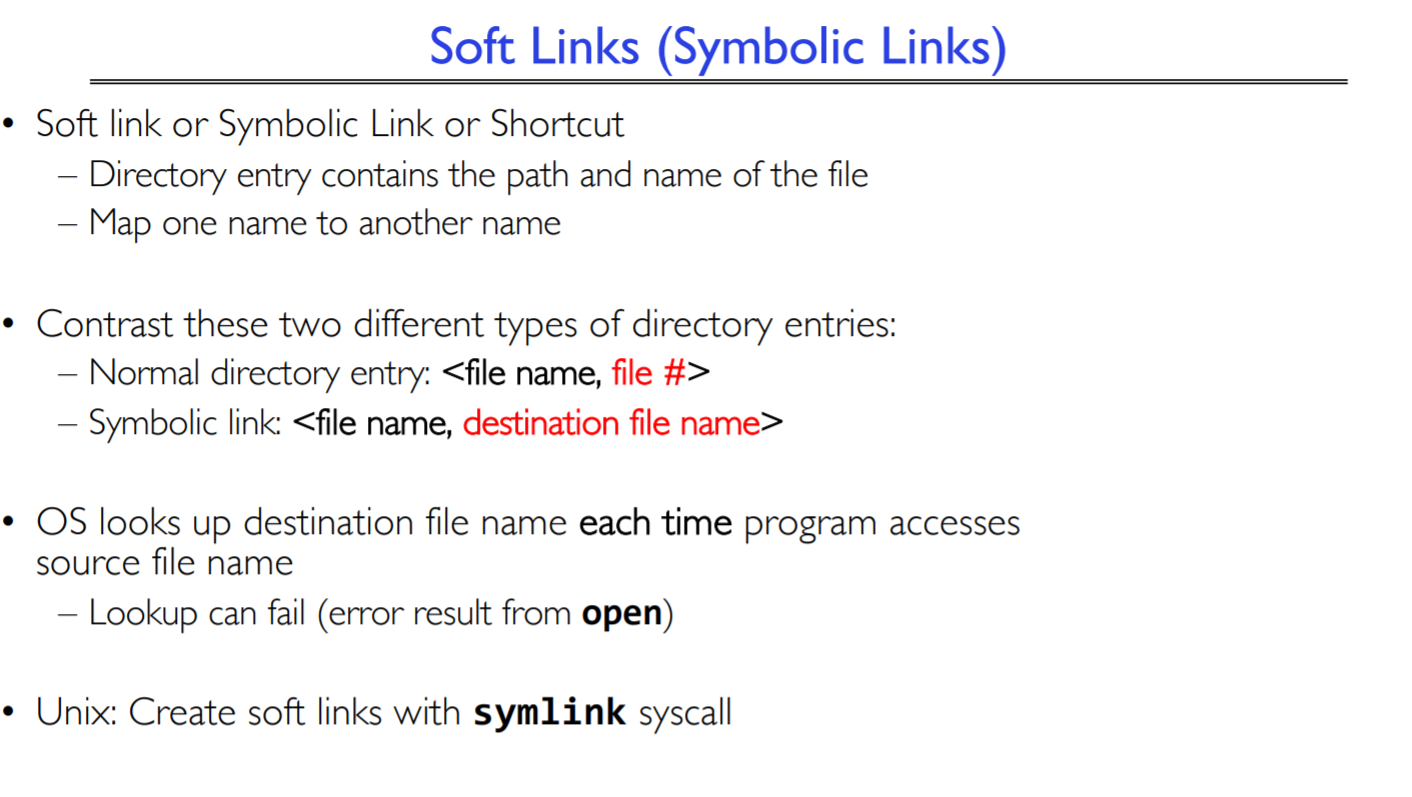 Soft Links (Symbolic Links)
• Soft link or Symbolic Link or Shortcut
– Directory entry contains the path and name of the file
– Map one name to another name
• Contrast these two different types of directory entries:
– Normal directory entry: <file name, file #>
– Symbolic link: <file name, destination file name>
• OS looks up destination file name each time program accesses
source file name
– Lookup can fail (error result from open)
• Unix: Create soft links with symlink syscall